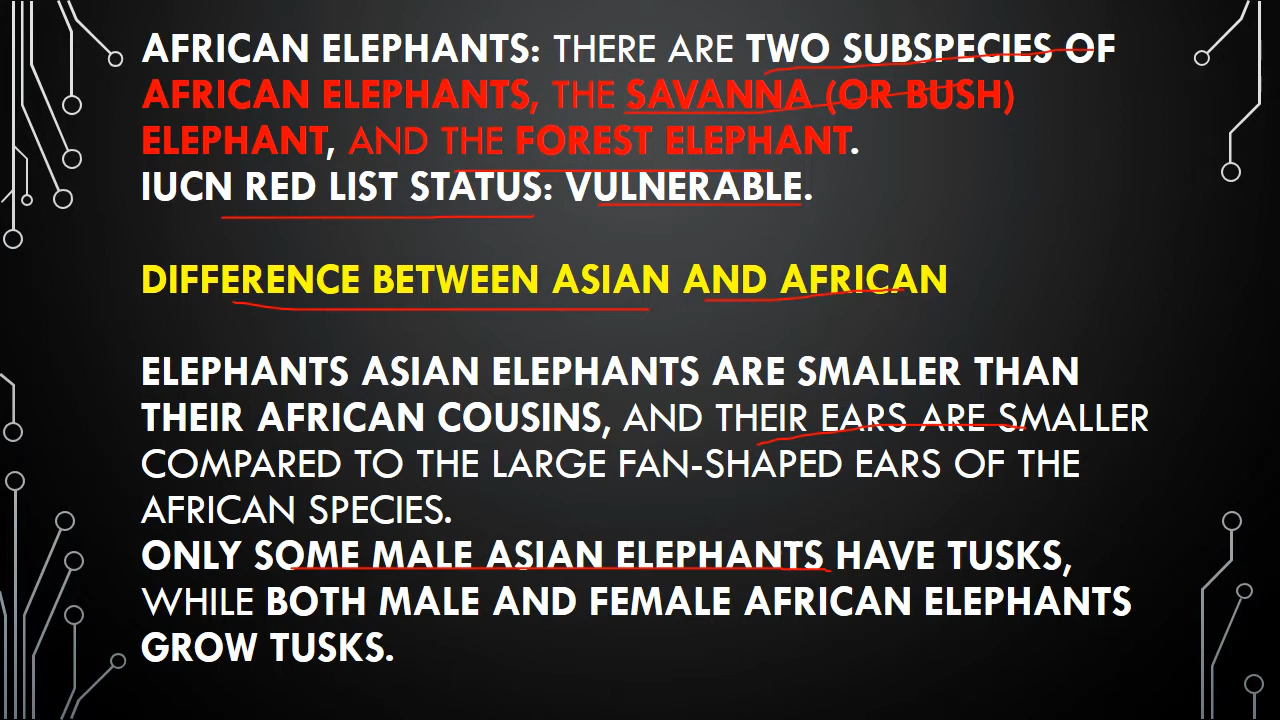 AFRICAN ELEPHANTS: THERE ARE TWO SUBSPECIES OF
AFRICAN ELEPHANTS, THE SAVANNA (OR BUSH)
ELEPHANT, AND THE FOREST ELEPHANT.
IUCN RED LIST STATUS: VULNERABLE.
DIFFERENCE BETWEEN ASIAN AND AFRICAN
ELEPHANTS ASIAN ELEPHANTS ARE SMALLER THAN
THEIR AFRICAN COUSINS, AND THEIR EARS ARE SMALLER
COMPARED TO THE LARGE FAN-SHAPED EARS OF THE
AFRICAN SPECIES.
ONLY SOME MALE ASIAN ELEPHANTS HAVE TUSKS,
WHILE BOTH MALE AND FEMALE AFRICAN ELEPHANTS
GROW TUSKS.